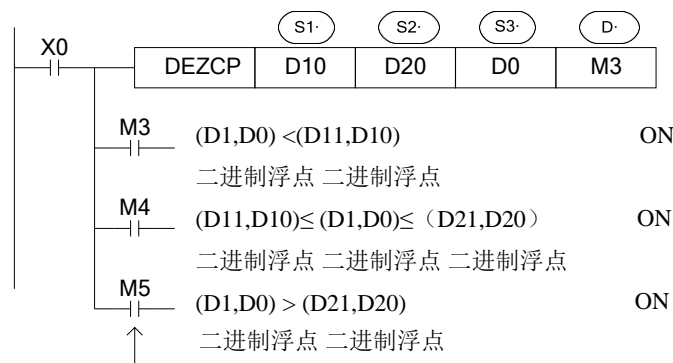 S1· S2· S3· D·
X0
DEZCP D10 D20 D0 M3
M3 (D1,D0) <(D11,D10) ON
二进制浮点 二进制浮点
M4 (D11,D10)≤ (D1,D0)≤（D21,D20） ON
二进制浮点 二进制浮点 二进制浮点
M5 (D1,D0) > (D21,D20) ON
二进制浮点 二进制浮点